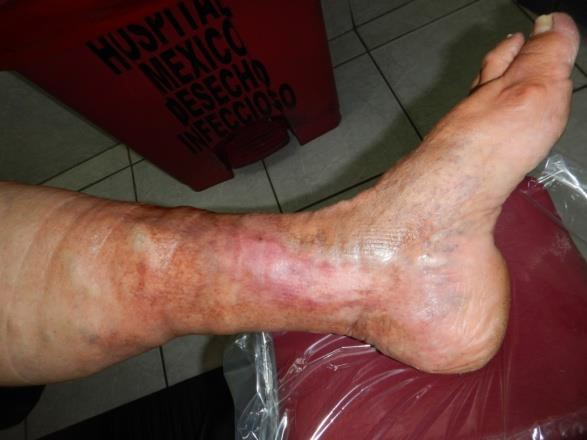 HOSPITAL
MEXICO
DESECHO
INFECCIOSO